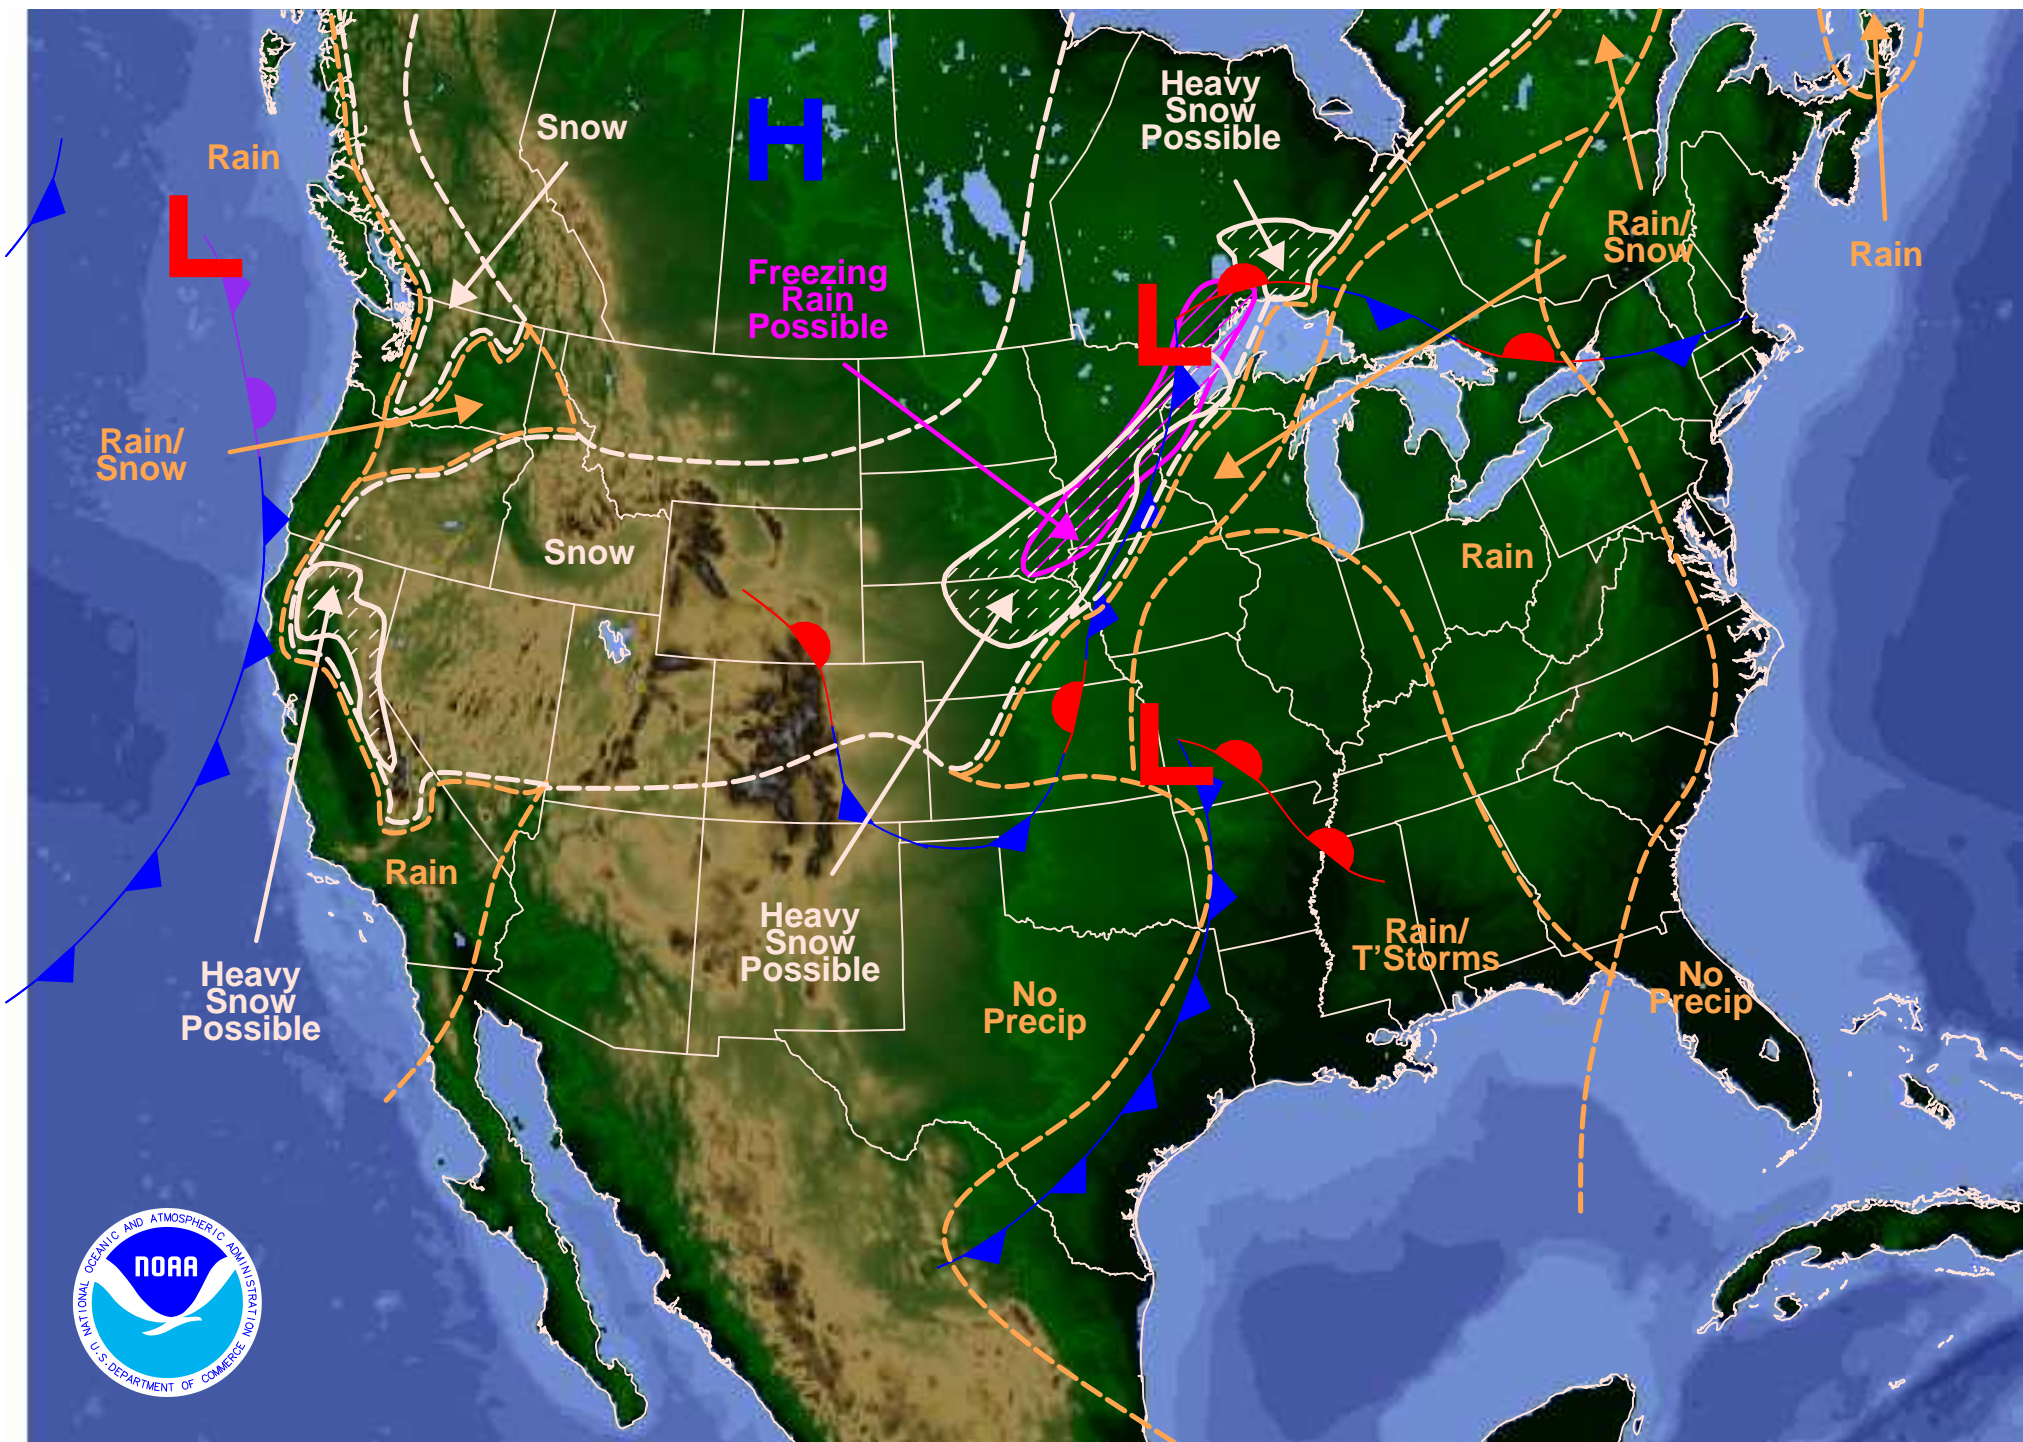 Heavy
Snow
Possible
Snow
H
Rain
L
Rain/
Snow
Rain
Freezing
Rain
Possible
L
Rain/
Snow
Snow
Rain
L
Rain
Heavy
Snow
Possible
Rain/
T'Storms
Heavy
Snow
Possible
No
Precip
No
Precip
NATIONAL OCEANIC AND ATMOSPHERIC ADMINISTRATION
NOAA
U.S. DEPARTMENT OF COMMERCE